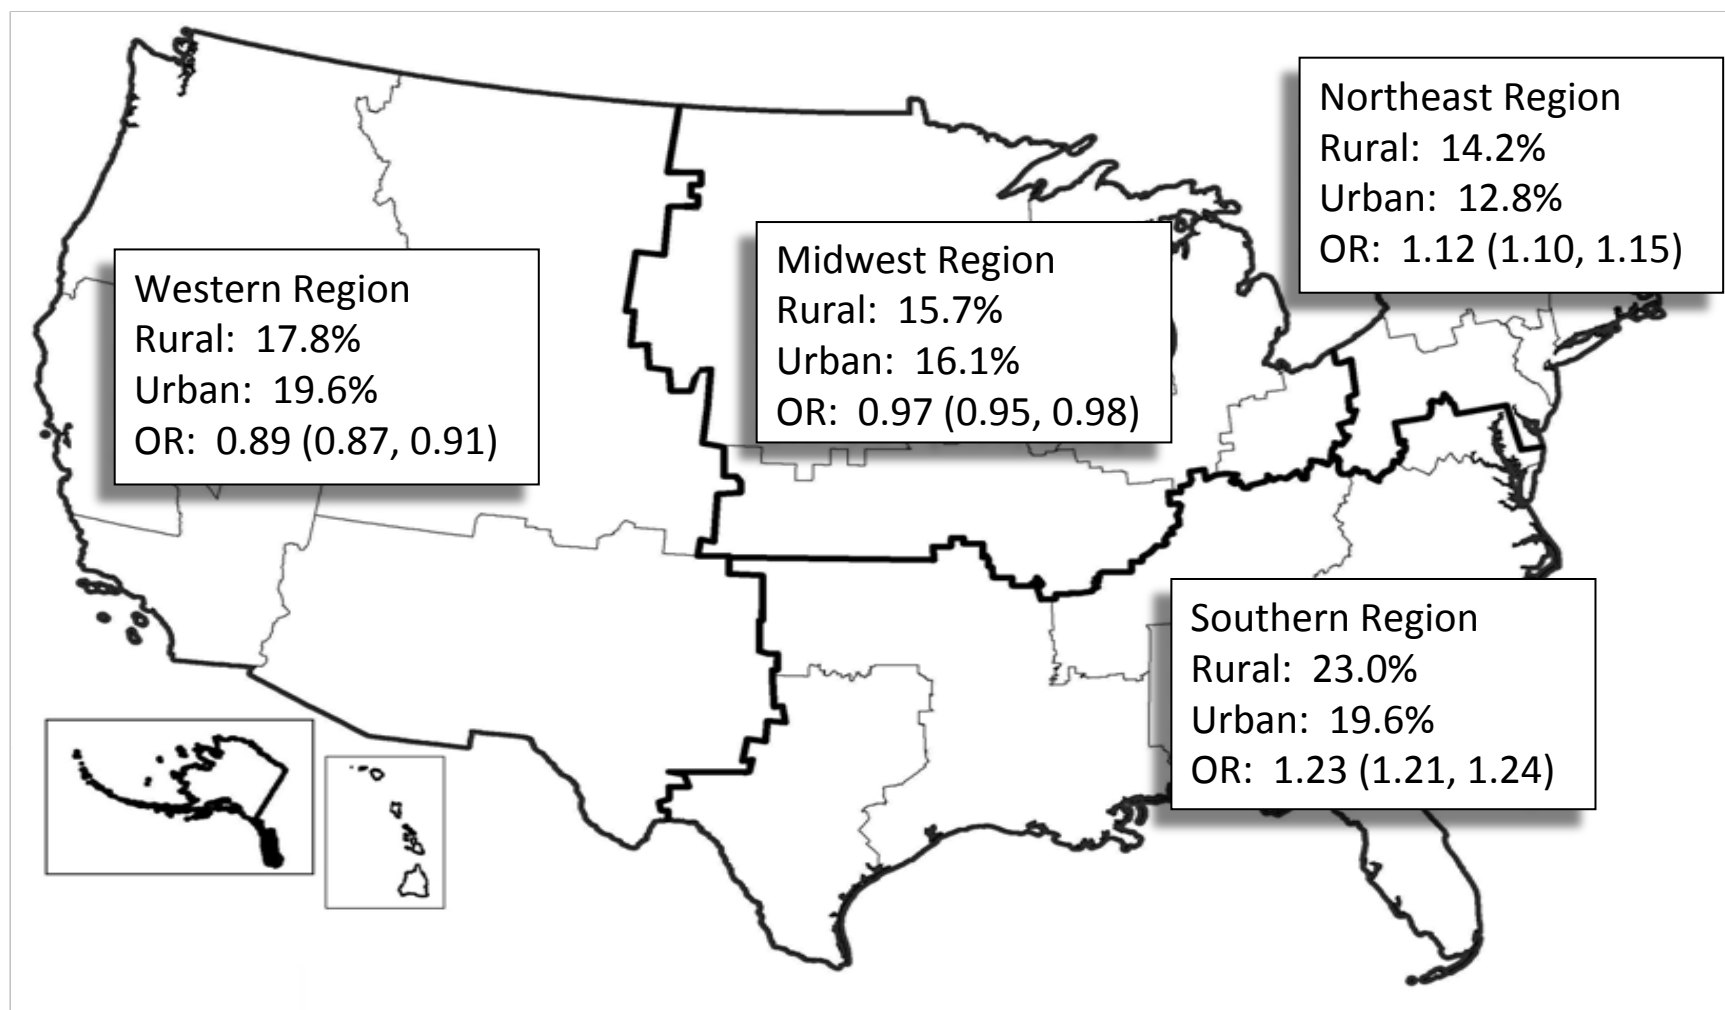 Northeast Region
Rural: 14.2%
Urban: 12.8%
OR: 1.12 (1.10, 1.15)
Midwest Region
Rural: 15.7%
Urban: 16.1%
OR: 0.97 (0.95, 0.98)
Western Region
Rural: 17.8%
Urban: 19.6%
OR: 0.89 (0.87, 0.91)
Southern Region
Rural: 23.0%
Urban: 19.6%
OR: 1.23 (1.21, 1.24)